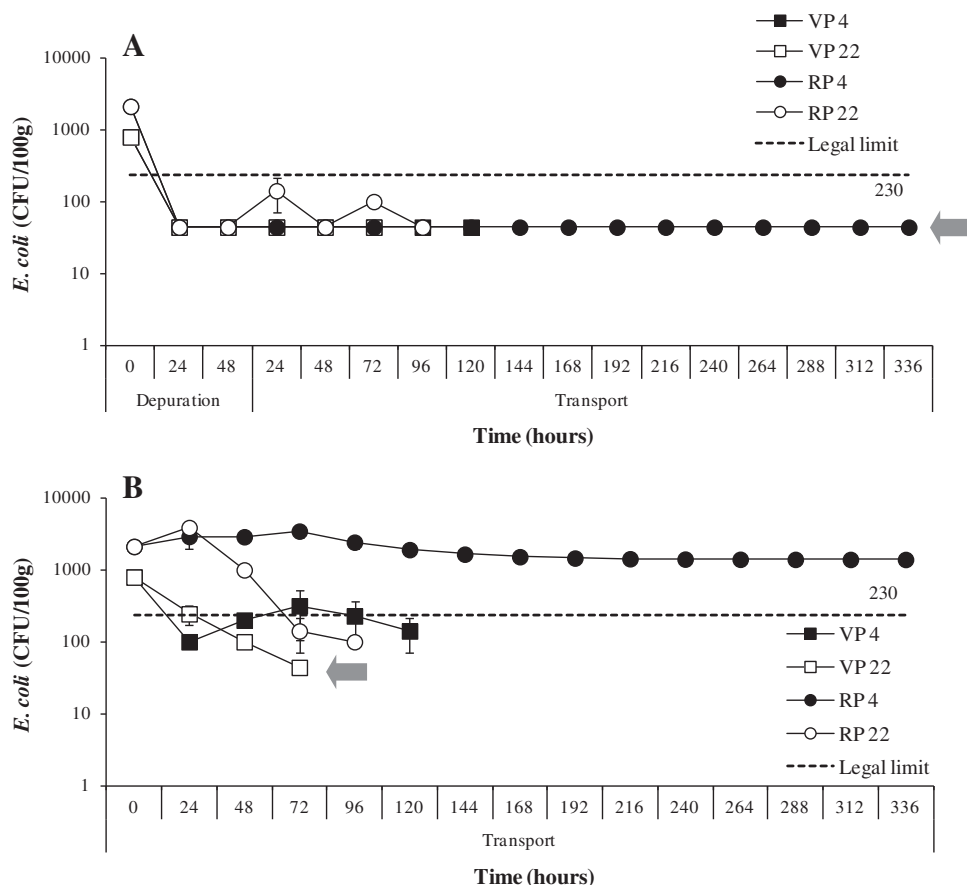 A
VP 4
VP 22
RP 4
RP 22
Legal limit
10000
1000
100
10
1
E. coli (CFU/100g)
230
0 24 48 24 48 72 96 120 144 168 192 216 240 264 288 312 336
Depuration Transport
Time (hours)
B
10000
1000
100
10
1
E. coli (CFU/100g)
230
VP 4
VP 22
RP 4
RP 22
Legal limit
0 24 48 72 96 120 144 168 192 216 240 264 288 312 336
Transport
Time (hours)